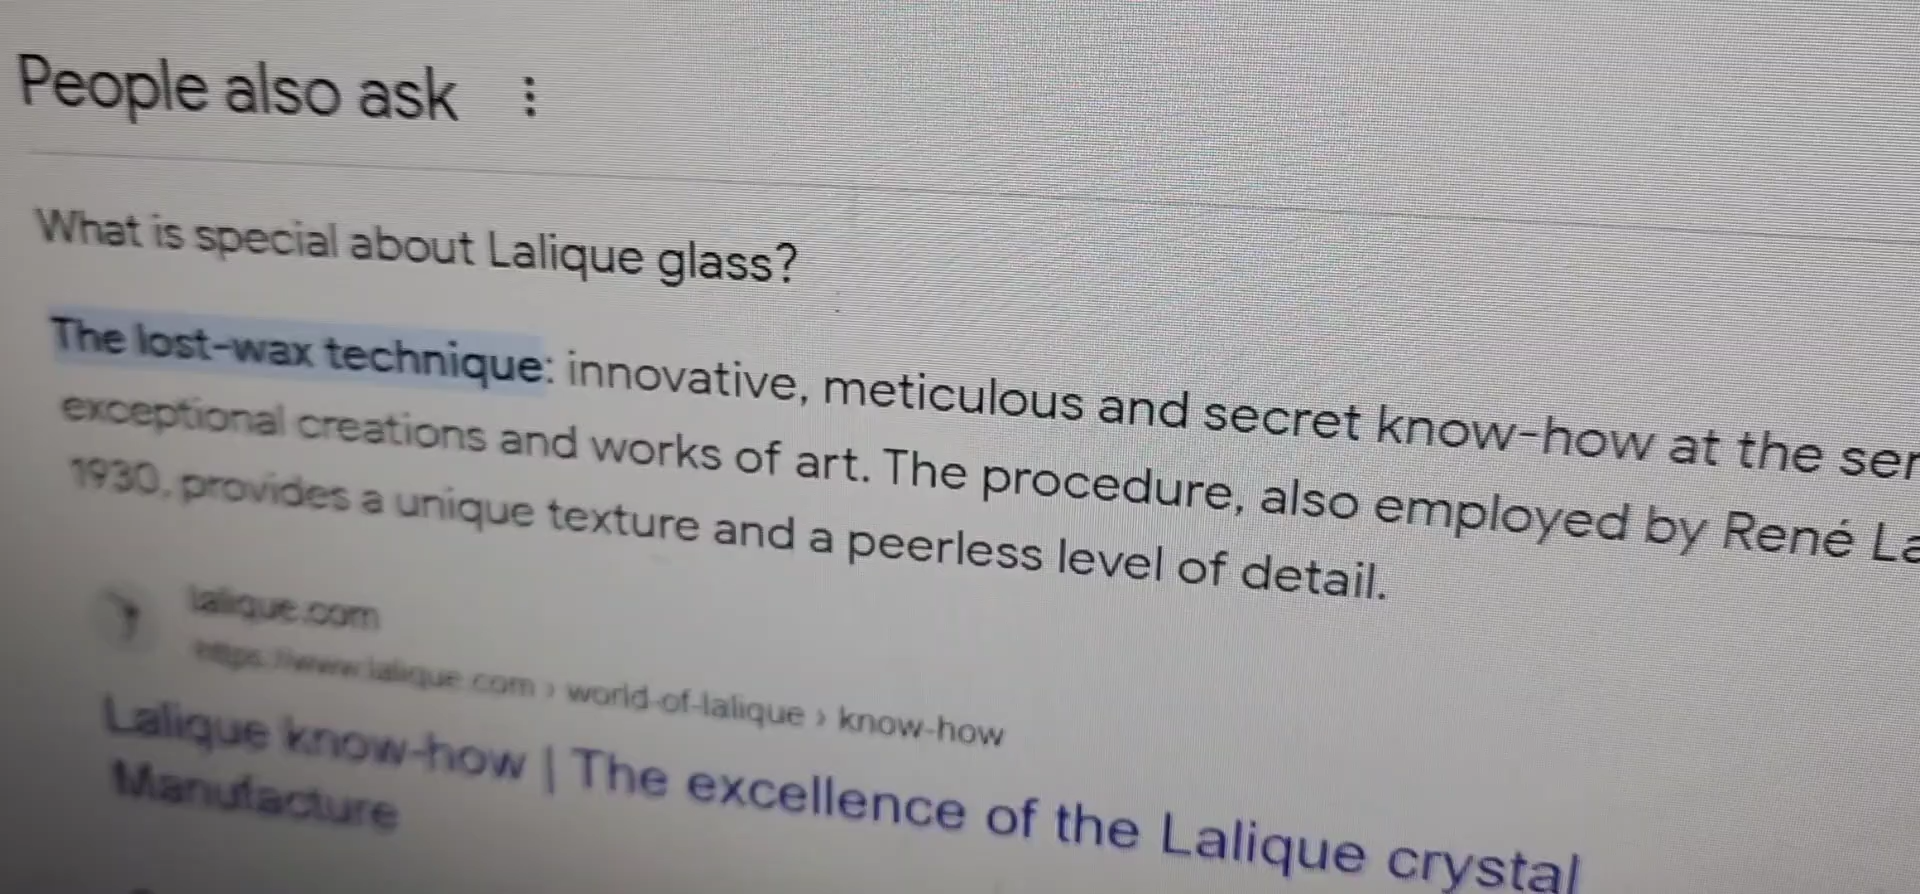 People also ask
What is special about Lalique glass?
The lost-wax technique: innovative, meticulous and secret know-how at the ser
exceptional creations and works of art. The procedure, also employed by René La
1930, provides a unique texture and a peerless level of detail.
lalique.com
https://www.lalique.com › world-of-lalique › know-how
Lalique know-how | The excellence of the Lalique crystal
Manufacture